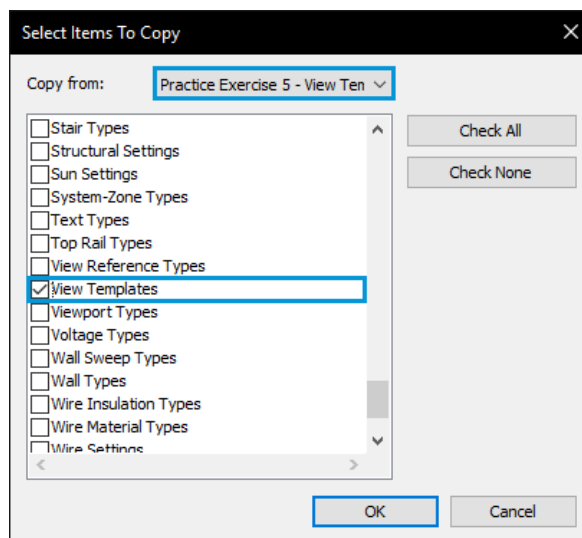 Select Items To Copy
Copy from: Practice Exercise 5 - View Ten
Stair Types
Check All
Structural Settings
Sun Settings
Check None
System-Zone Types
Text Types
Top Rail Types
View Reference Types
View Templates
Viewport Types
Voltage Types
Wall Sweep Types
Wall Types
Wire Insulation Types
Wire Material Types
Wire Settings
OK
Cancel